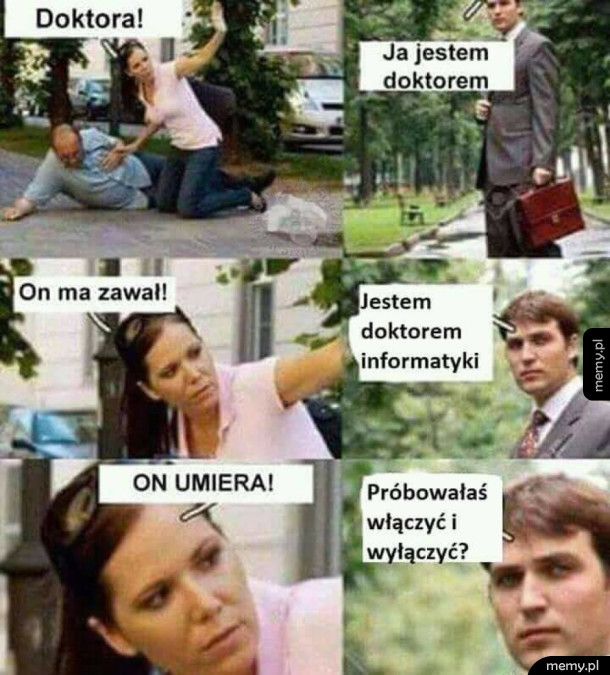 Doktora!
Ja jestem
doktorem
On ma zawał!
Jestem
doktorem
informatyki
memy.pl
ON UMIERA!
Próbowałaś
włączyć i
wyłączyć?
memy.pl